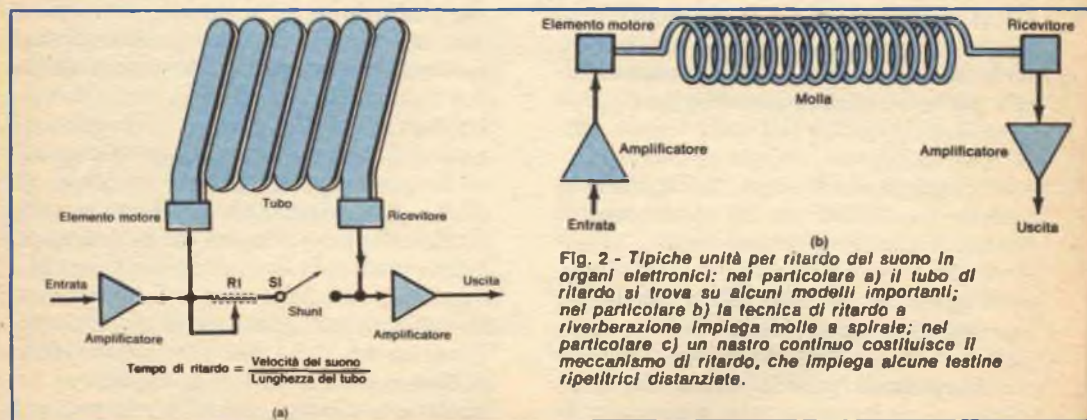 Elemento motore
Tubo
Ricevitore
Entrata
Amplificatore
R1
S1
Shunt
Amplificatore
Uscita
Tempo di ritardo = Velocità del suono
Lunghezza del tubo
(a)
Elemento motore
Molla
Ricevitore
Amplificatore
Entrata
Amplificatore
Uscita
(b)
Fig. 2 - Tipiche unità per ritardo del suono in
organi elettronici: nel particolare a) il tubo di
ritardo si trova su alcuni modelli importanti;
nel particolare b) la tecnica di ritardo a
riverberazione impiega molle a spirale; nel
particolare c) un nastro continuo costituisce il
meccanismo di ritardo, che impiega alcune testine
ripetitrici distanziate.